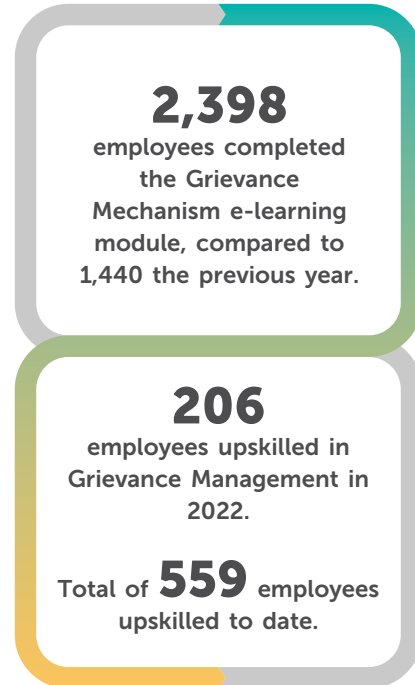 2,398
employees completed
the Grievance
Mechanism e-learning
module, compared to
1,440 the previous year.
206
employees upskilled in
Grievance Management in
2022.
Total of 559 employees
upskilled to date.